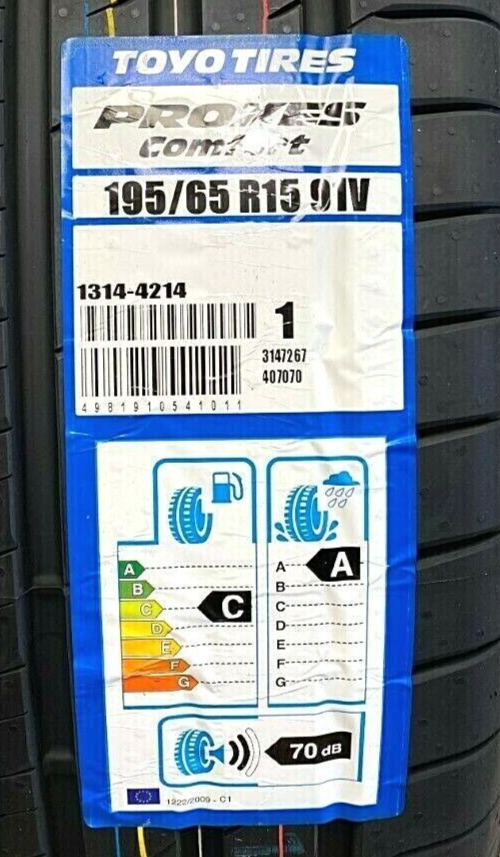 TOYO TIRES
PROXES
Comfort
195/65 R15 91V
1314-4214
1
3147267
407070
4981910541011
A
B
C
D
E
F
G
C
A
B
C
D
E
F
G
A
70 dB
1222/2009 - C1